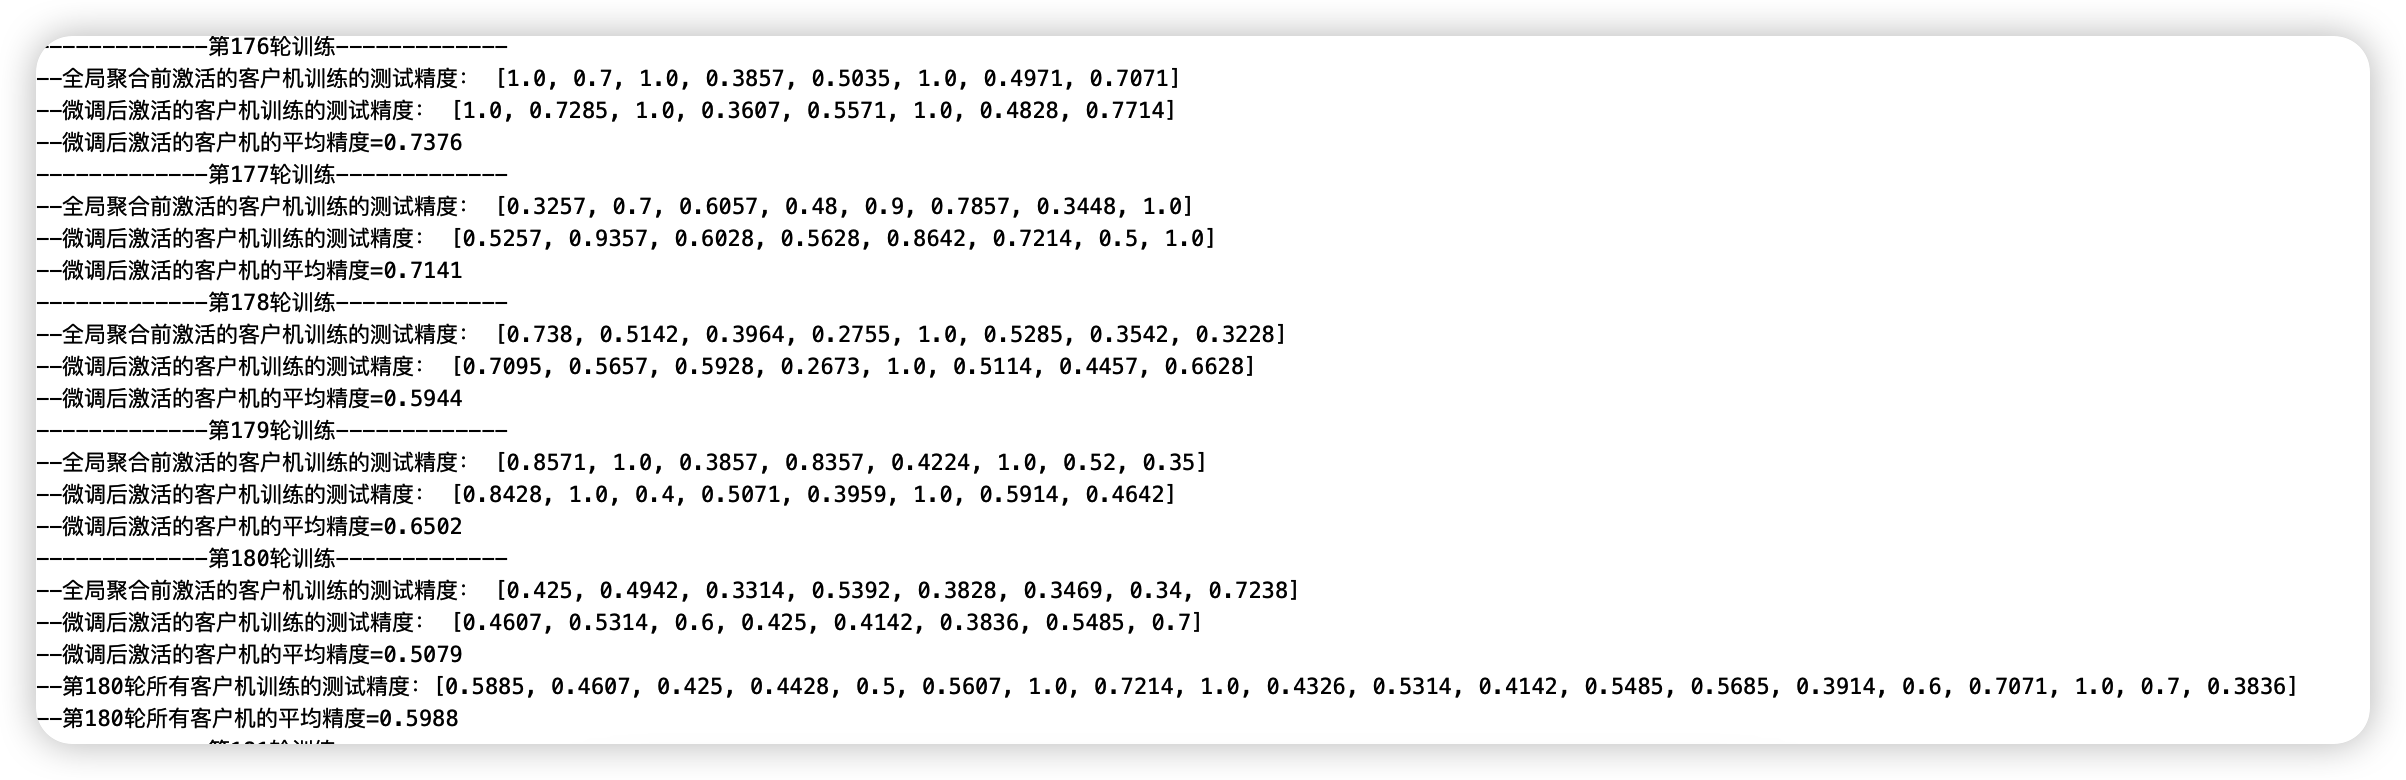 -------------第176轮训练-------------
--全局聚合前激活的客户机训练的测试精度： [1.0, 0.7, 1.0, 0.3857, 0.5035, 1.0, 0.4971, 0.7071]
--微调后激活的客户机训练的测试精度： [1.0, 0.7285, 1.0, 0.3607, 0.5571, 1.0, 0.4828, 0.7714]
--微调后激活的客户机的平均精度=0.7376
-------------第177轮训练-------------
--全局聚合前激活的客户机训练的测试精度： [0.3257, 0.7, 0.6057, 0.48, 0.9, 0.7857, 0.3448, 1.0]
--微调后激活的客户机训练的测试精度： [0.5257, 0.9357, 0.6028, 0.5628, 0.8642, 0.7214, 0.5, 1.0]
--微调后激活的客户机的平均精度=0.7141
-------------第178轮训练-------------
--全局聚合前激活的客户机训练的测试精度： [0.738, 0.5142, 0.3964, 0.2755, 1.0, 0.5285, 0.3542, 0.3228]
--微调后激活的客户机训练的测试精度： [0.7095, 0.5657, 0.5928, 0.2673, 1.0, 0.5114, 0.4457, 0.6628]
--微调后激活的客户机的平均精度=0.5944
-------------第179轮训练-------------
--全局聚合前激活的客户机训练的测试精度： [0.8571, 1.0, 0.3857, 0.8357, 0.4224, 1.0, 0.52, 0.35]
--微调后激活的客户机训练的测试精度： [0.8428, 1.0, 0.4, 0.5071, 0.3959, 1.0, 0.5914, 0.4642]
--微调后激活的客户机的平均精度=0.6502
-------------第180轮训练-------------
--全局聚合前激活的客户机训练的测试精度： [0.425, 0.4942, 0.3314, 0.5392, 0.3828, 0.3469, 0.34, 0.7238]
--微调后激活的客户机训练的测试精度： [0.4607, 0.5314, 0.6, 0.425, 0.4142, 0.3836, 0.5485, 0.7]
--微调后激活的客户机的平均精度=0.5079
--第180轮所有客户机训练的测试精度：[0.5885, 0.4607, 0.425, 0.4428, 0.5, 0.5607, 1.0, 0.7214, 1.0, 0.4326, 0.5314, 0.4142, 0.5485, 0.5685, 0.3914, 0.6, 0.7071, 1.0, 0.7, 0.3836]
--第180轮所有客户机的平均精度=0.5988